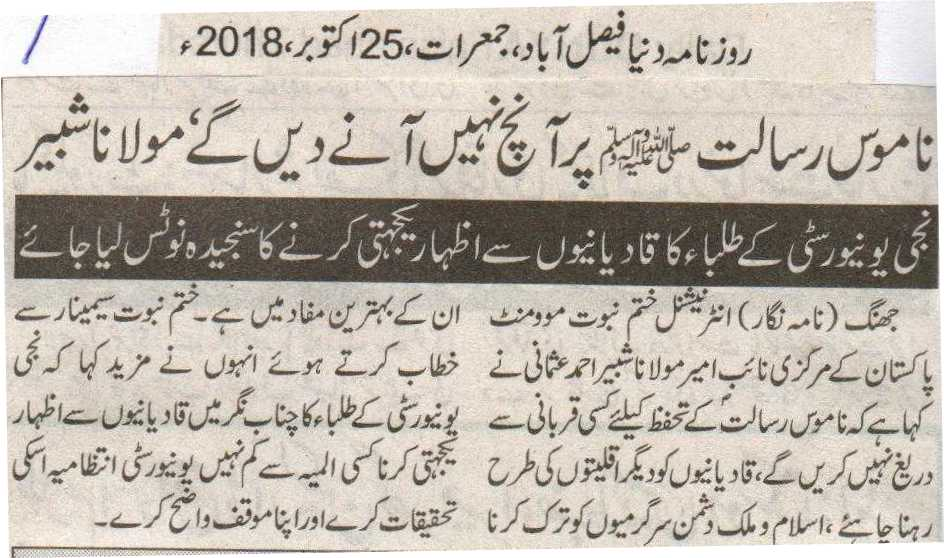 روزنامہ دنیا فیصل آباد، جمعرات، 25 اکتوبر، 2018ء
ناموس رسالت ﷺ پر آنچ نہیں آنے دیں گے، مولانا شبیر
نجی یونیورسٹی کے طلباء کا قادیانیوں سے اظہار یکجہتی کرنے کا سنجیدہ نوٹس لیا جائے
جھنگ (نامہ نگار) انٹرنیشنل ختم نبوت موومنٹ
پاکستان کے مرکزی نائب امیر مولانا شبیر احمد عثمانی نے
کہا ہے کہ ناموس رسالتؐ کے تحفظ کیلئے کسی قربانی سے
دریغ نہیں کریں گے، قادیانیوں کو دیگر اقلیتوں کی طرح
رہنا چاہئے، اسلام و ملک دشمن سرگرمیوں کو ترک کرنا
ان کے بہترین مفاد میں ہے۔ ختم نبوت سیمینار سے
خطاب کرتے ہوئے انہوں نے مزید کہا کہ نجی
یونیورسٹی کے طلباء کا چناب نگر میں قادیانیوں سے اظہار
یکجہتی کرنا کسی المیہ سے کم نہیں یونیورسٹی انتظامیہ اسکی
تحقیقات کرے اور اپنا موقف واضح کرے۔